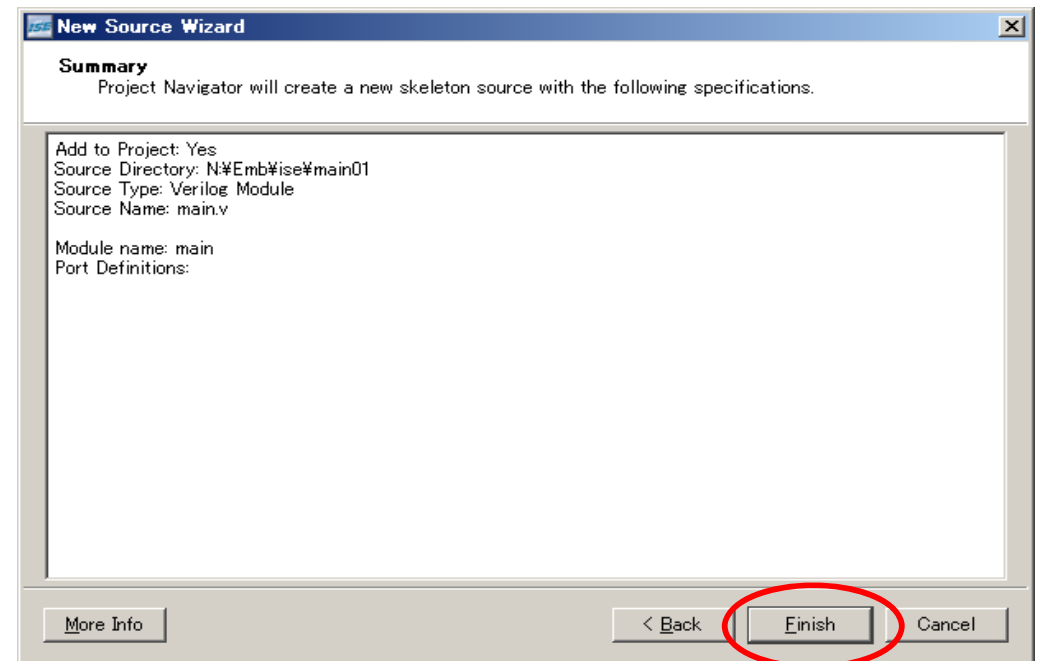 ISE New Source Wizard
Summary
Project Navigator will create a new skeleton source with the following specifications.
Add to Project: Yes
Source Directory: N:¥Emb¥ise¥main01
Source Type: Verilog Module
Source Name: main.v
Module name: main
Port Definitions:
More Info
< Back
Finish
Cancel